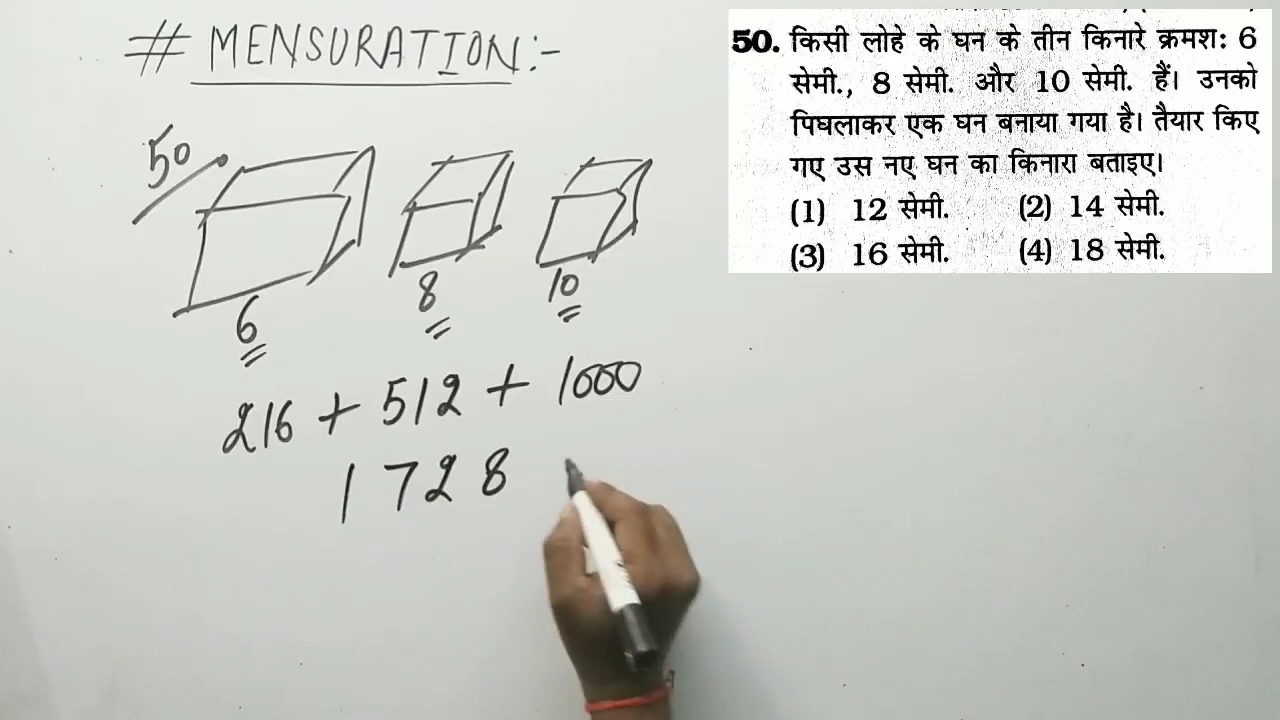 # MENSURATION:-
50
6
8
10
216 + 512 + 1000
1728
50. किसी लोहे के घन के तीन किनारे क्रमश: 6
सेमी., 8 सेमी. और 10 सेमी. हैं। उनको
पिघलाकर एक घन बनाया गया है। तैयार किए
गए उस नए घन का किनारा बताइए।
(1) 12 सेमी. (2) 14 सेमी.
(3) 16 सेमी. (4) 18 सेमी.